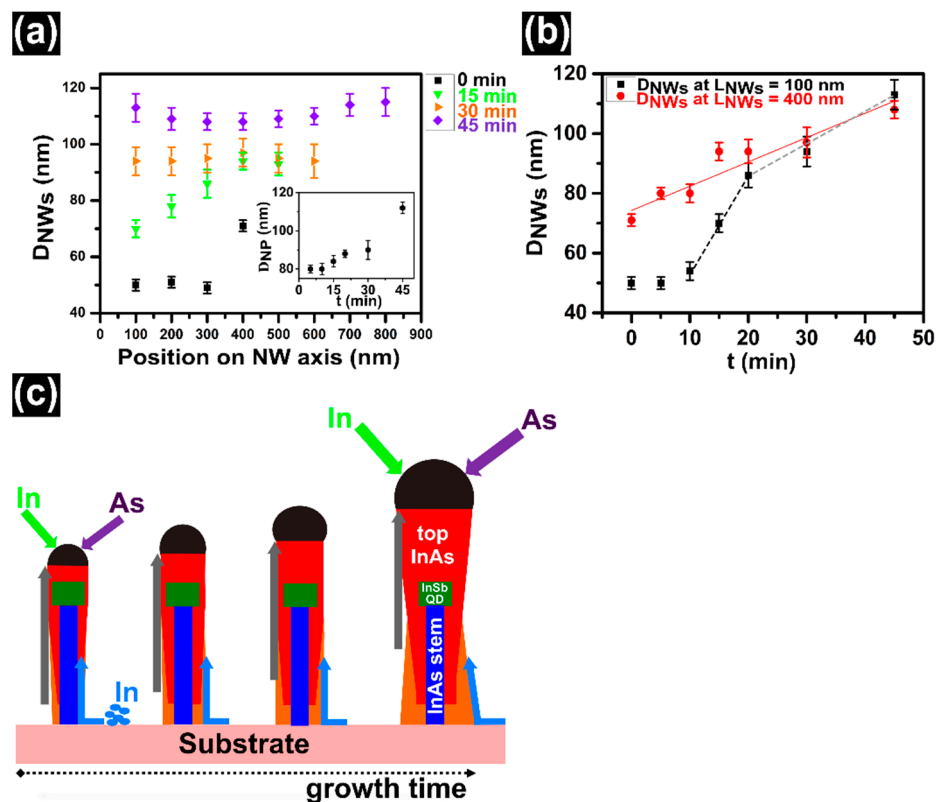 (a)
0 min
15 min
30 min
45 min
DNWs (nm)
120
100
80
60
40
0 100 200 300 400 500 600 700 800 900
Position on NW axis (nm)
DNP (nm)
120
100
80
0 15 30 45
t (min)
(b)
DNWs at LNWs = 100 nm
DNWs at LNWs = 400 nm
DNWs (nm)
120
100
80
60
40
0 10 20 30 40 50
t (min)
(c)
In
As
In
As
top
InAs
InSb
QD
InAs stem
In
Substrate
growth time